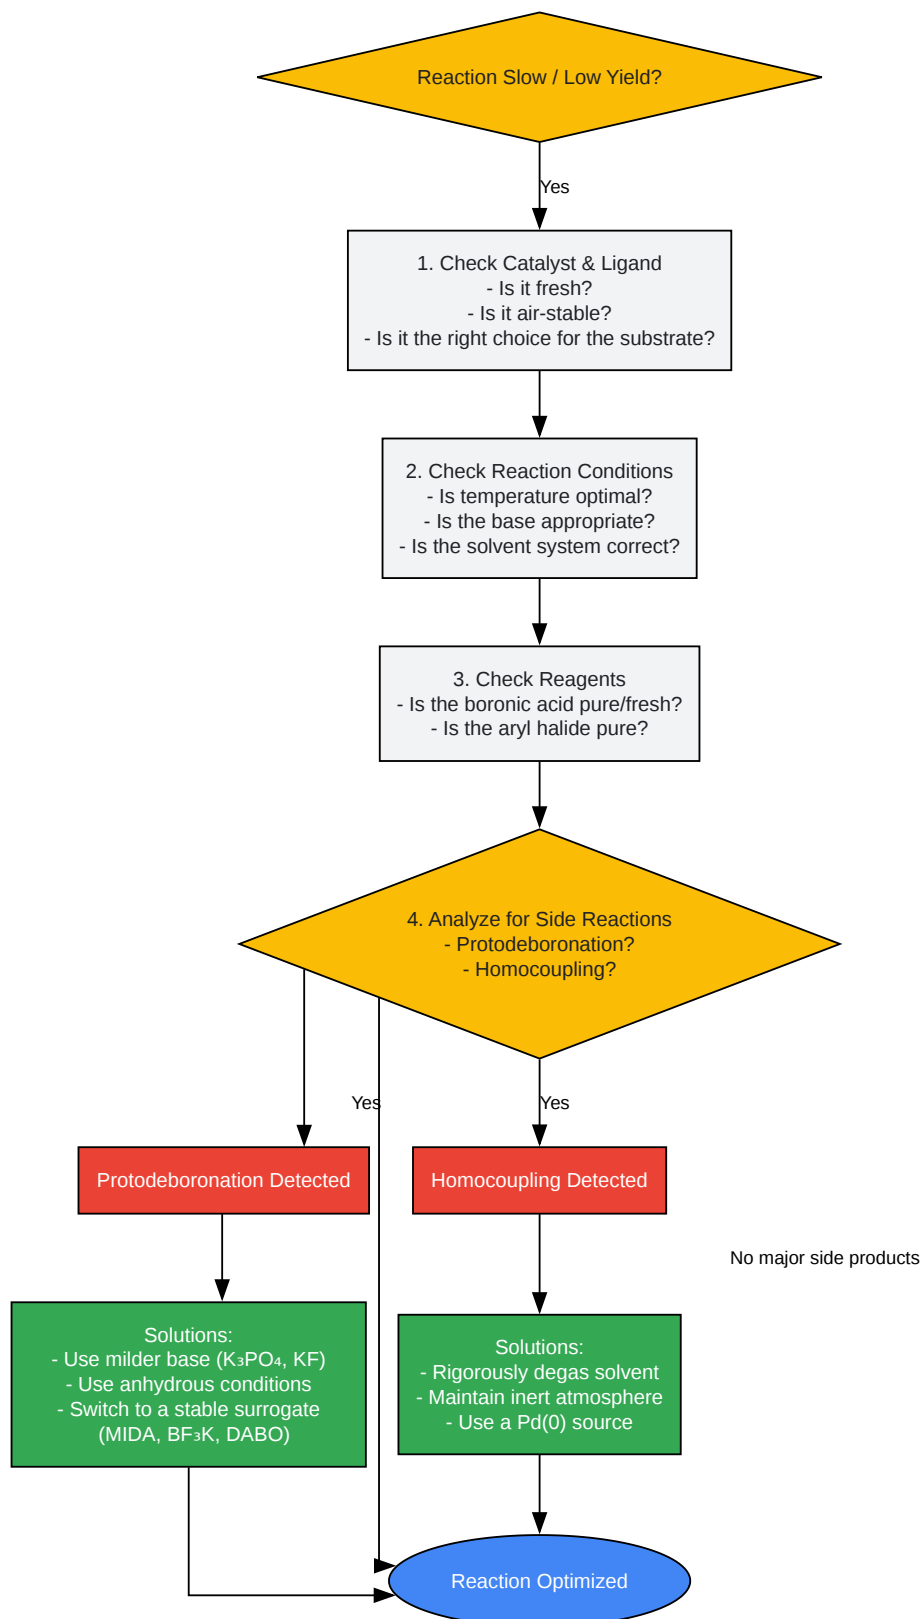 Reaction Slow / Low Yield?
Yes
1. Check Catalyst & Ligand
- Is it fresh?
- Is it air-stable?
- Is it the right choice for the substrate?
2. Check Reaction Conditions
- Is temperature optimal?
- Is the base appropriate?
- Is the solvent system correct?
3. Check Reagents
- Is the boronic acid pure/fresh?
- Is the aryl halide pure?
4. Analyze for Side Reactions
- Protodeboronation?
- Homocoupling?
Yes
Yes
Protodeboronation Detected
Homocoupling Detected
No major side products
Solutions:
- Use milder base (K₃PO₄, KF)
- Use anhydrous conditions
- Switch to a stable surrogate
(MIDA, BF₃K, DABO)
Solutions:
- Rigorously degas solvent
- Maintain inert atmosphere
- Use a Pd(0) source
Reaction Optimized